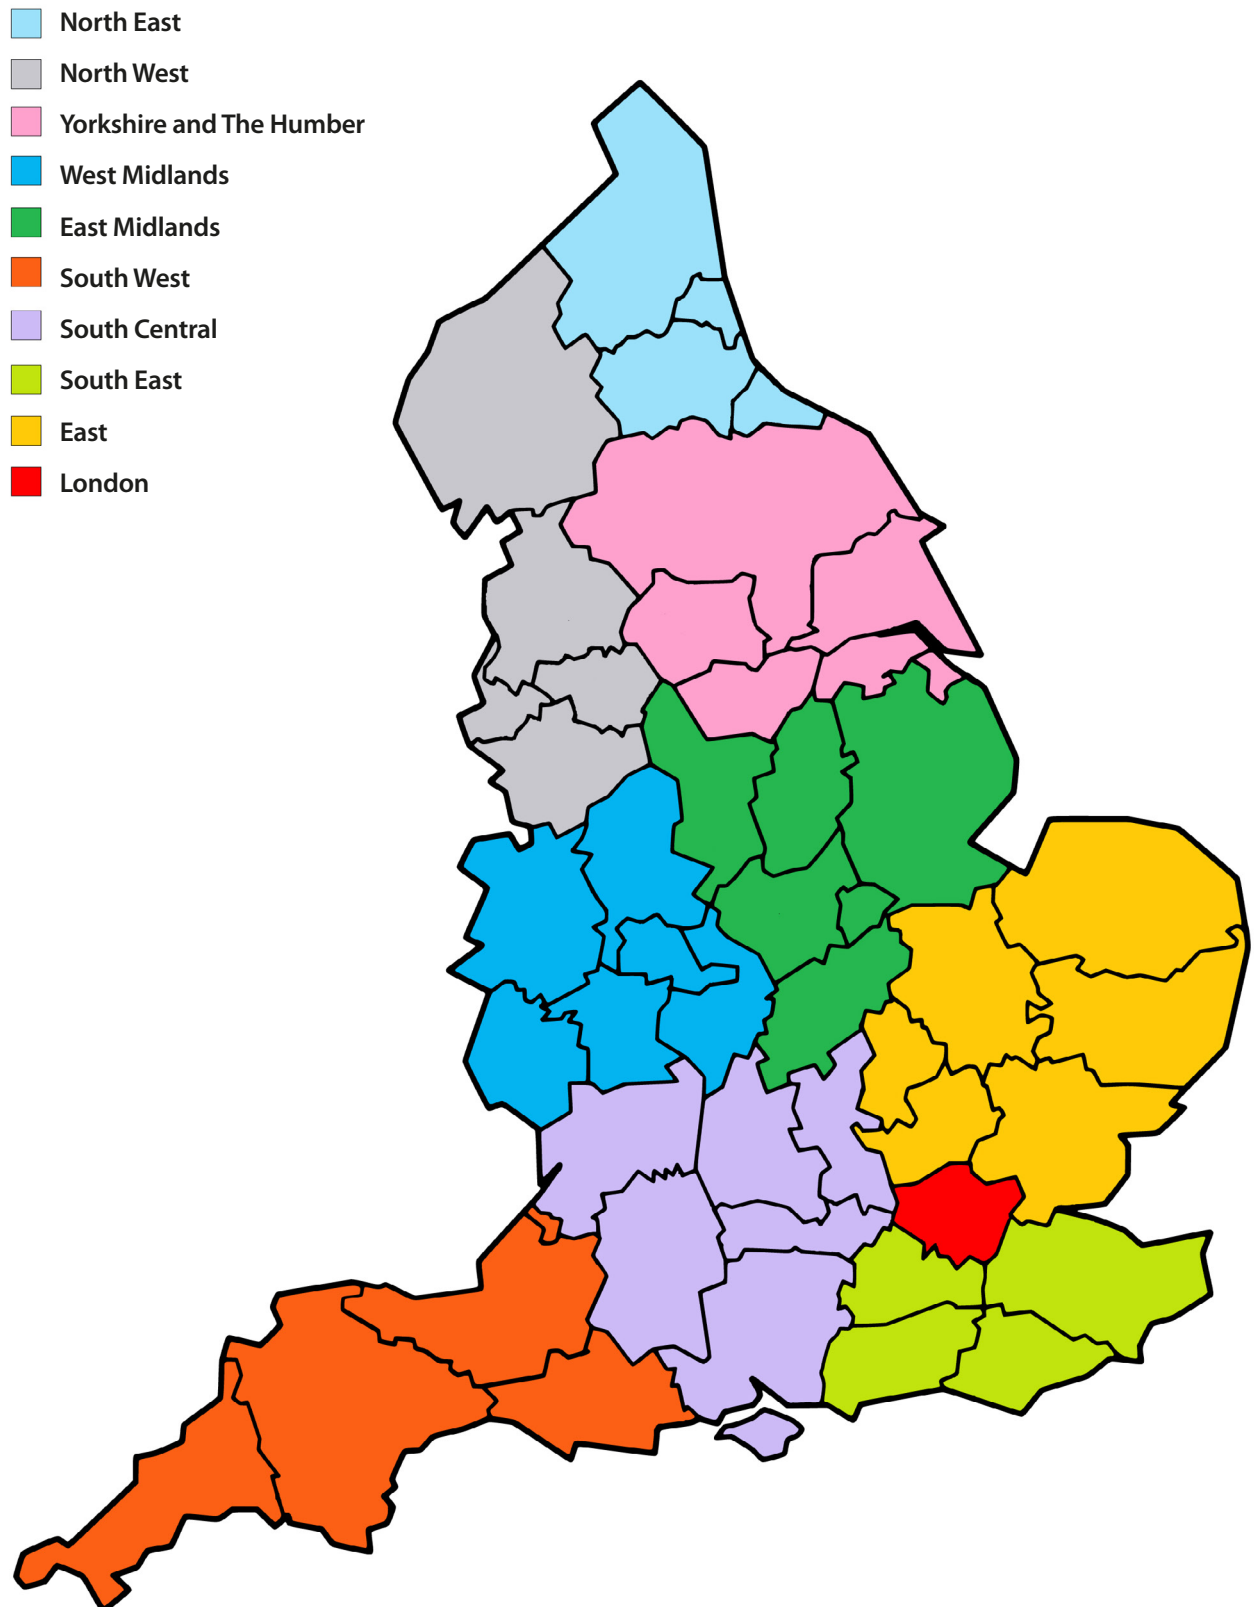 North East
North West
Yorkshire and The Humber
West Midlands
East Midlands
South West
South Central
South East
East
London